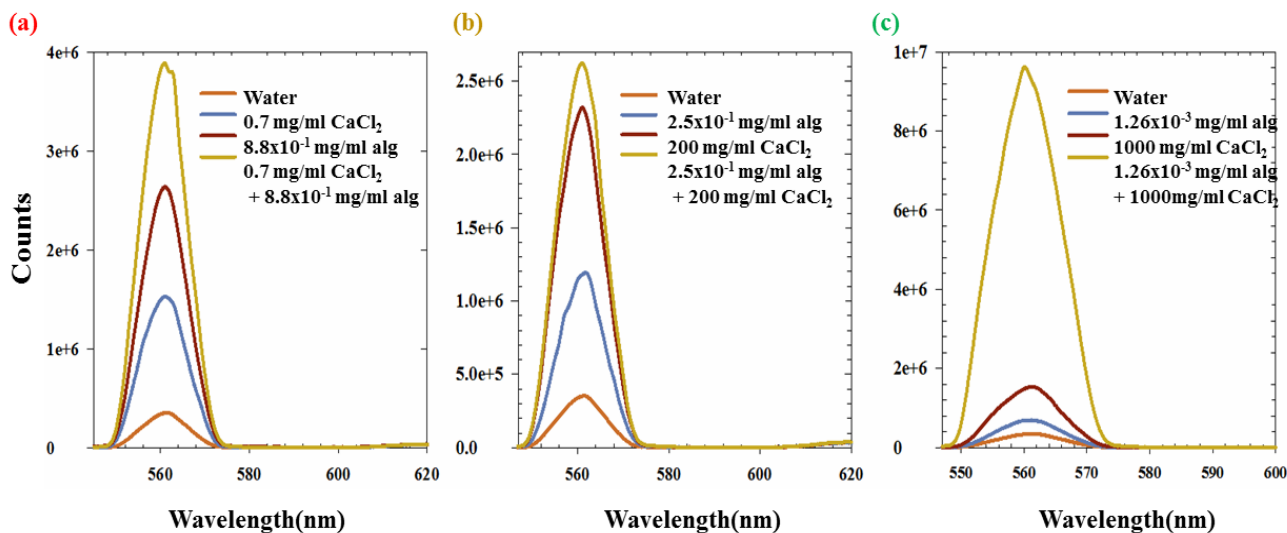 (a)
4e+6
3e+6
2e+6
1e+6
0
560
580
600
620
Water
0.7 mg/ml CaCl₂
8.8x10⁻¹ mg/ml alg
0.7 mg/ml CaCl₂
+ 8.8x10⁻¹ mg/ml alg
Counts
Wavelength(nm)
(b)
2.5e+6
2.0e+6
1.5e+6
1.0e+6
5.0e+5
0.0
560
580
600
620
Water
2.5x10⁻¹ mg/ml alg
200 mg/ml CaCl₂
2.5x10⁻¹ mg/ml alg
+ 200 mg/ml CaCl₂
Wavelength(nm)
(c)
1e+7
8e+6
6e+6
4e+6
2e+6
0
550
560
570
580
590
600
Water
1.26x10⁻³ mg/ml alg
1000 mg/ml CaCl₂
1.26x10⁻³ mg/ml alg
+ 1000mg/ml CaCl₂
Wavelength(nm)